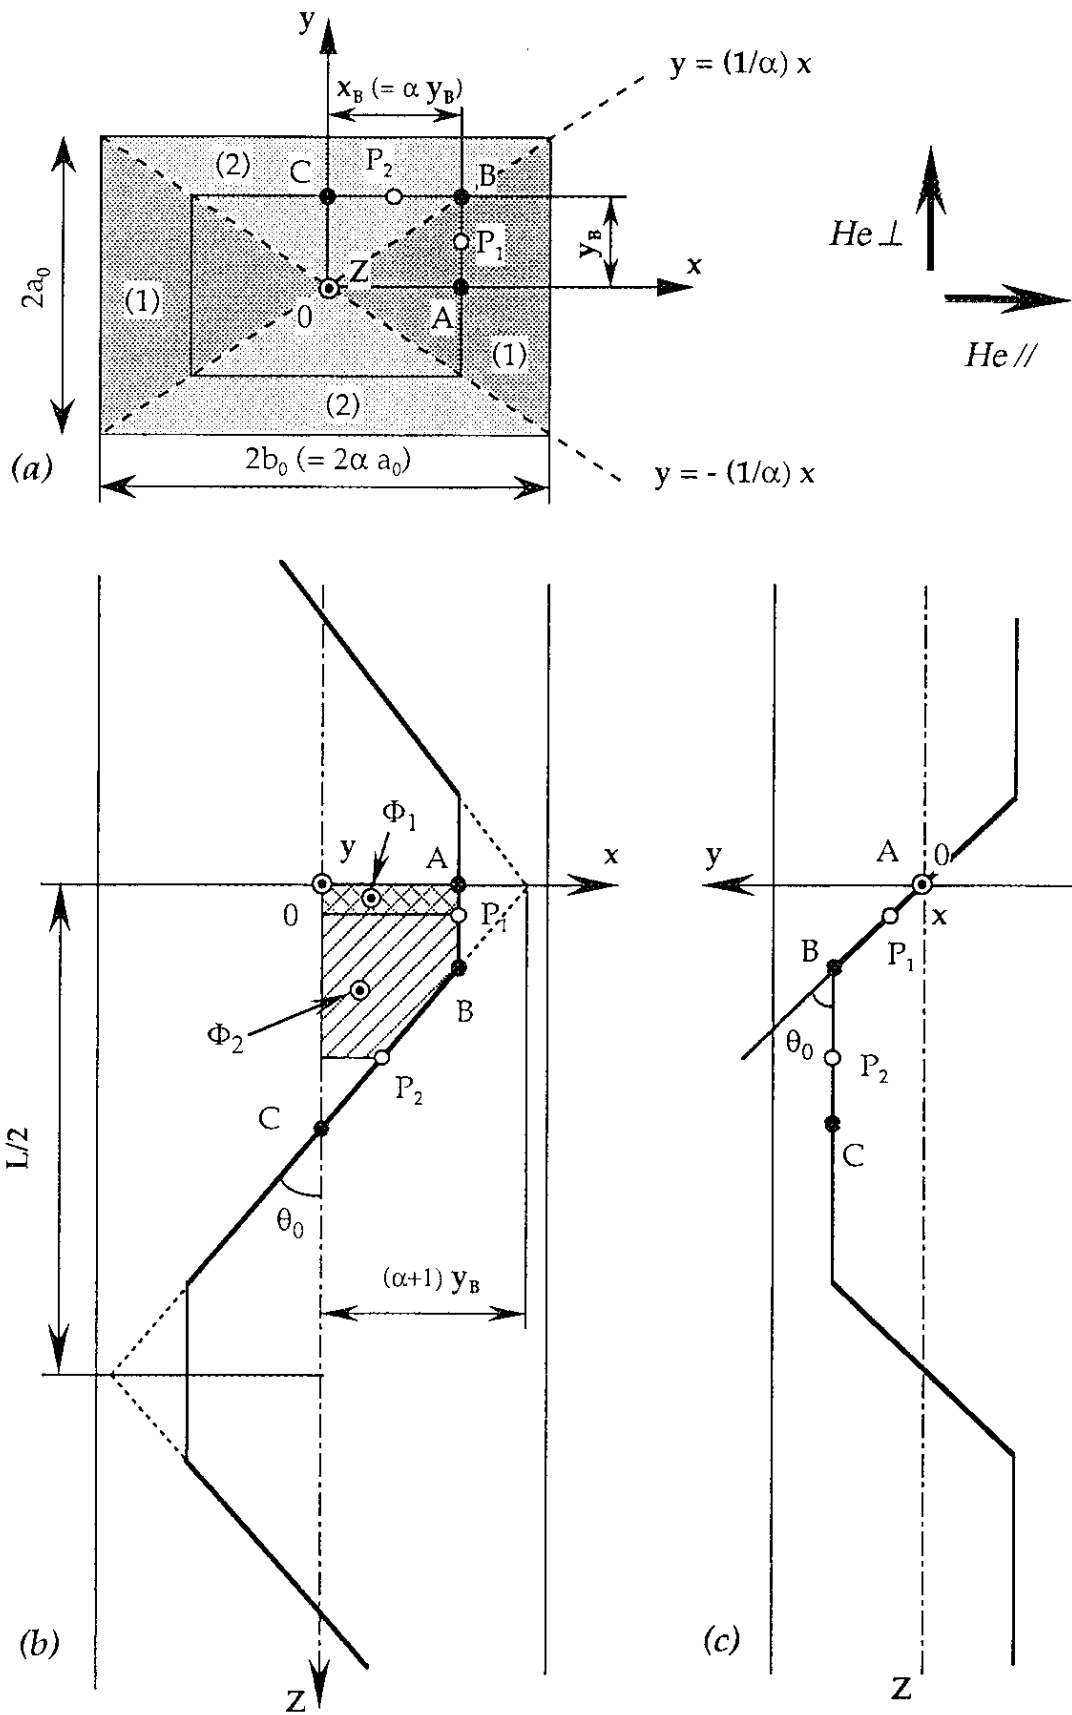 y
y = (1/α) x
x_B (= α y_B)
(2)
C
P₂
B
He ⊥
P₁
y_B
2a₀
(1)
Z
x
0
A
(1)
He //
(2)
(a)
2b₀ (= 2α a₀)
y = - (1/α) x
Φ₁
y
A
x
0
P₁
B
Φ₂
P₂
C
L/2
θ₀
(α+1) y_B
(b)
Z
A
0
y
x
P₁
B
θ₀
P₂
C
(c)
Z